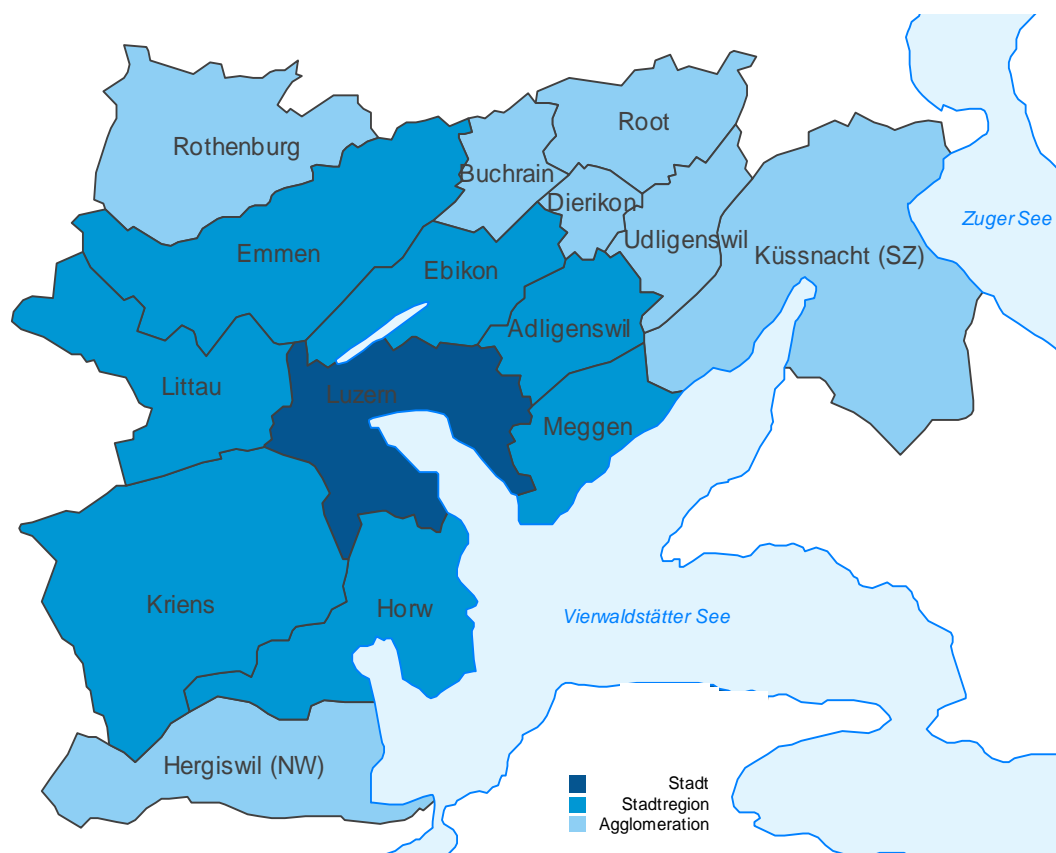 Root
Rothenburg
Buchrain
Dierikon
Zuger See
Udligenswil
Emmen
Küssnacht (SZ)
Ebikon
Adligenswil
Littau
Luzern
Meggen
Kriens
Horw
Vierwaldstätter See
Hergiswil (NW)
Stadt
Stadtregion
Agglomeration